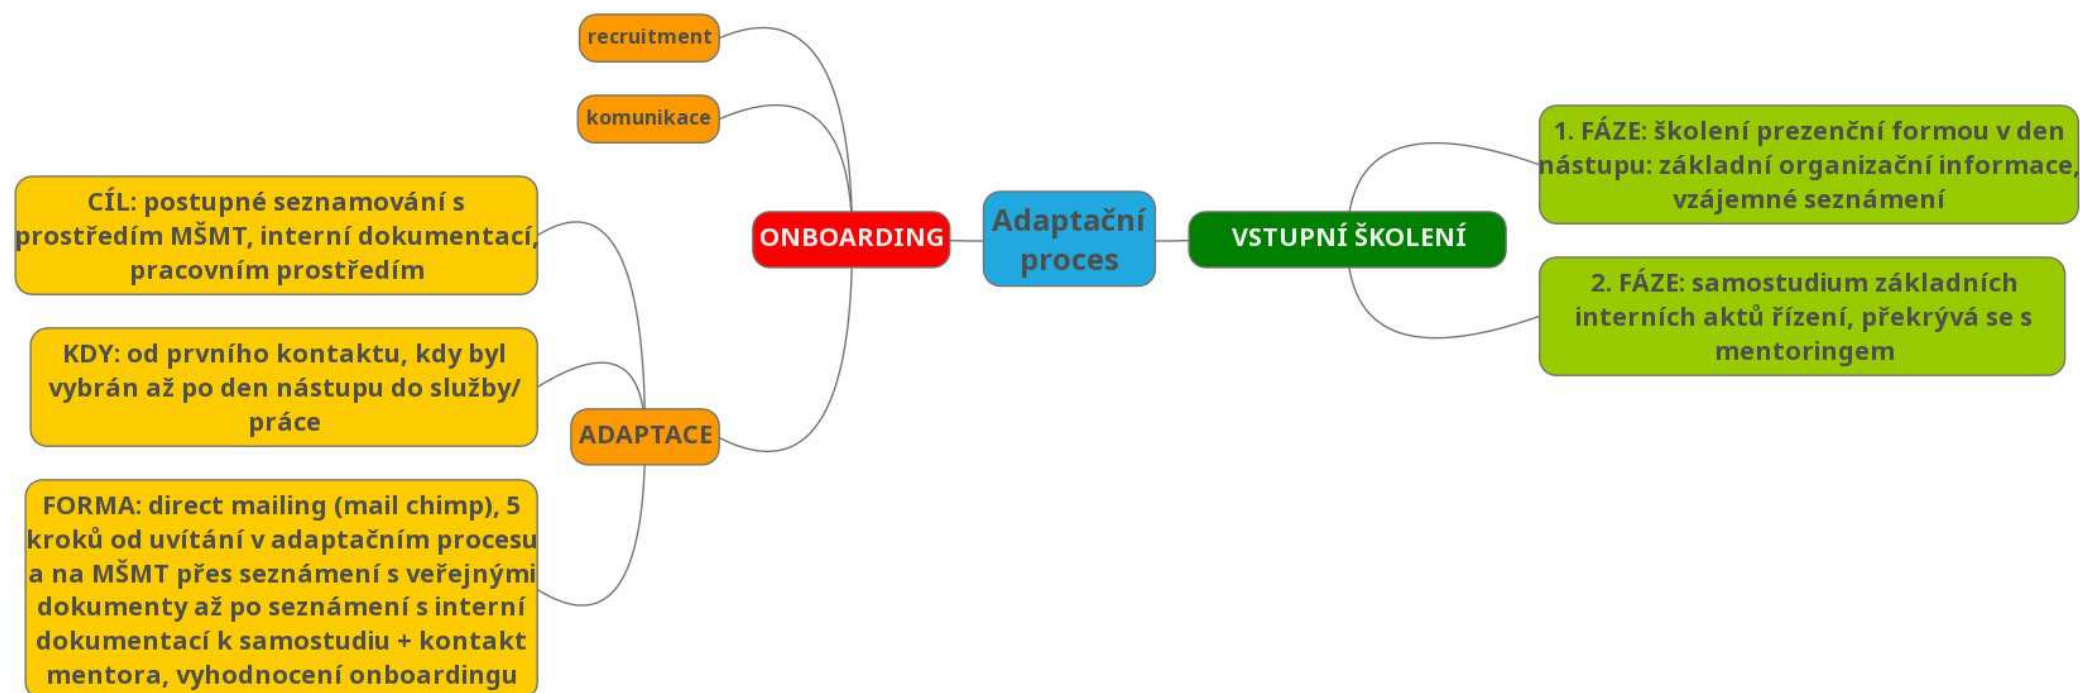 recruitment
komunikace
CÍL: postupné seznamování s
prostředím MŠMT, interní dokumentací,
pracovním prostředím
KDY: od prvního kontaktu, kdy byl
vybrán až po den nástupu do služby/
práce
ADAPTACE
FORMA: direct mailing (mail chimp), 5
kroků od uvítání v adaptačním procesu
a na MŠMT přes seznámení s veřejnými
dokumenty až po seznámení s interní
dokumentací k samostudiu + kontakt
mentora, vyhodnocení onboardingu
ONBOARDING
Adaptační
proces
VSTUPNÍ ŠKOLENÍ
1. FÁZE: školení prezenční formou v den
nástupu: základní organizační informace,
vzájemné seznámení
2. FÁZE: samostudium základních
interních aktů řízení, překrývá se s
mentoringem